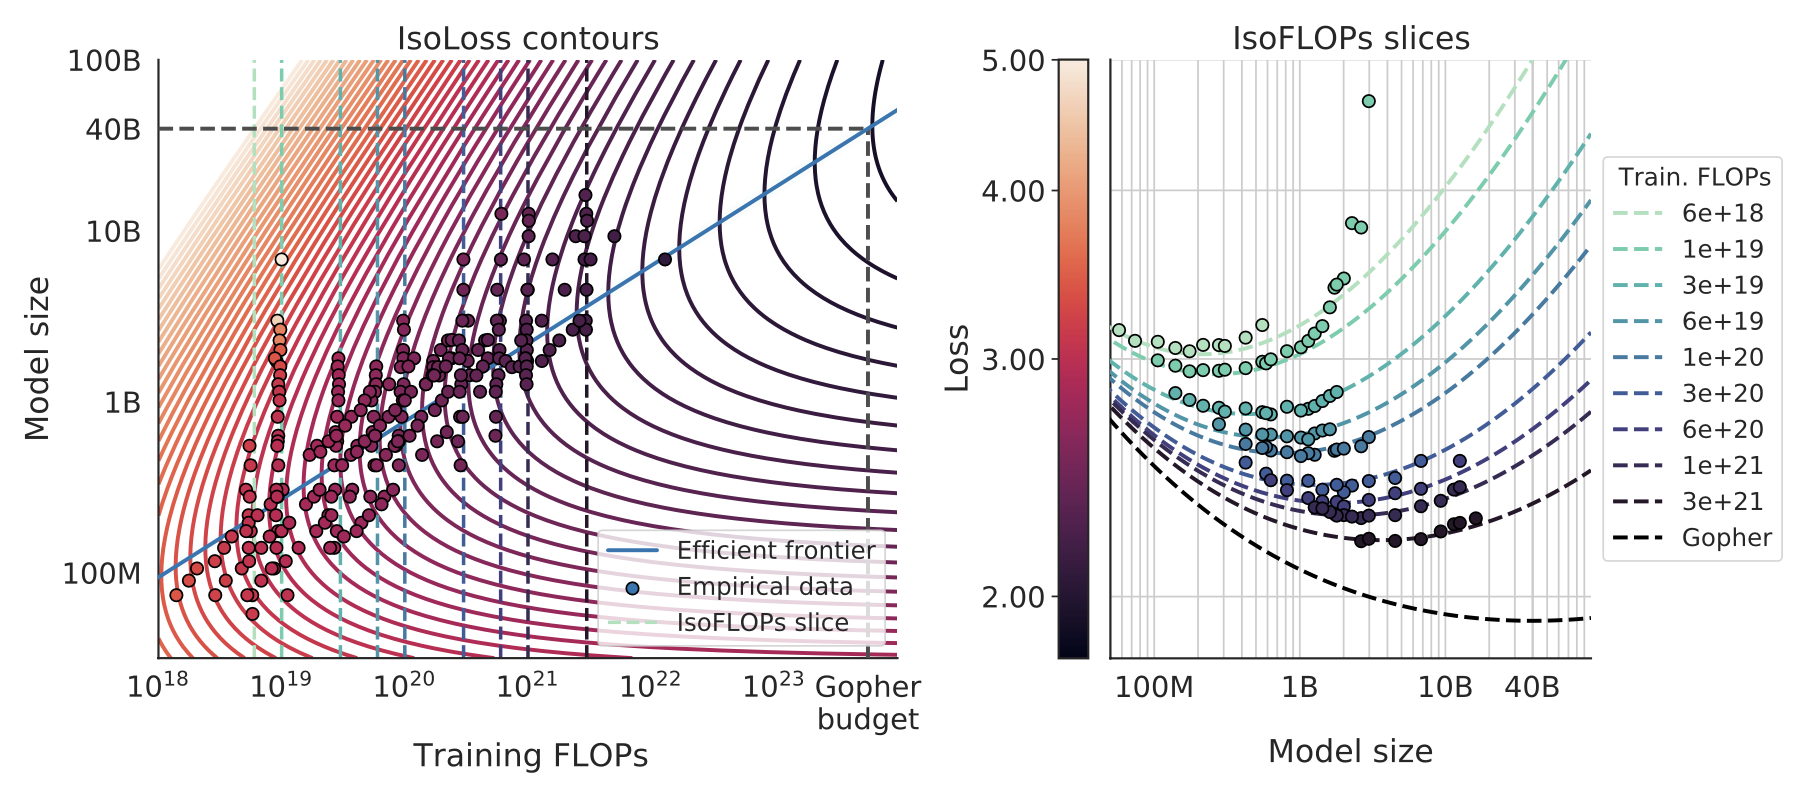 IsoLoss contours
100B
40B
10B
1B
100M
Model size
10^18
10^19
10^20
10^21
10^22
10^23
Gopher
budget
Training FLOPs
Efficient frontier
Empirical data
IsoFLOPs slice
IsoFLOPs slices
5.00
4.00
3.00
2.00
Loss
100M
1B
10B
40B
Model size
Train. FLOPs
6e+18
1e+19
3e+19
6e+19
1e+20
3e+20
6e+20
1e+21
3e+21
Gopher